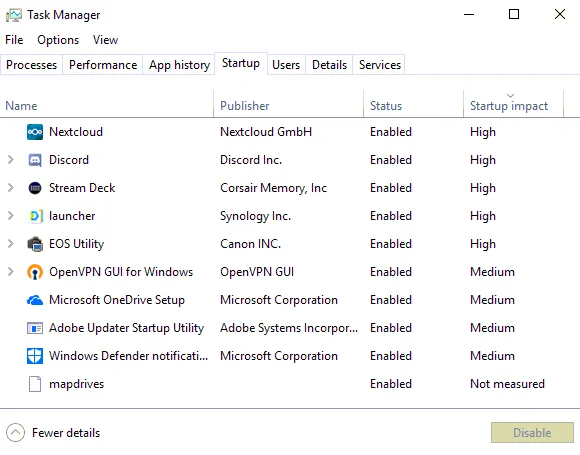 Task Manager
File Options View
Processes Performance App history Startup Users Details Services
Name Publisher Status Startup impact
Nextcloud Nextcloud GmbH Enabled High
Discord Discord Inc. Enabled High
Stream Deck Corsair Memory, Inc Enabled High
launcher Synology Inc. Enabled High
EOS Utility Canon INC. Enabled High
OpenVPN GUI for Windows OpenVPN GUI Enabled Medium
Microsoft OneDrive Setup Microsoft Corporation Enabled Medium
Adobe Updater Startup Utility Adobe Systems Incorpor... Enabled Medium
Windows Defender notificati... Microsoft Corporation Enabled Medium
mapdrives Enabled Not measured
Fewer details Disable